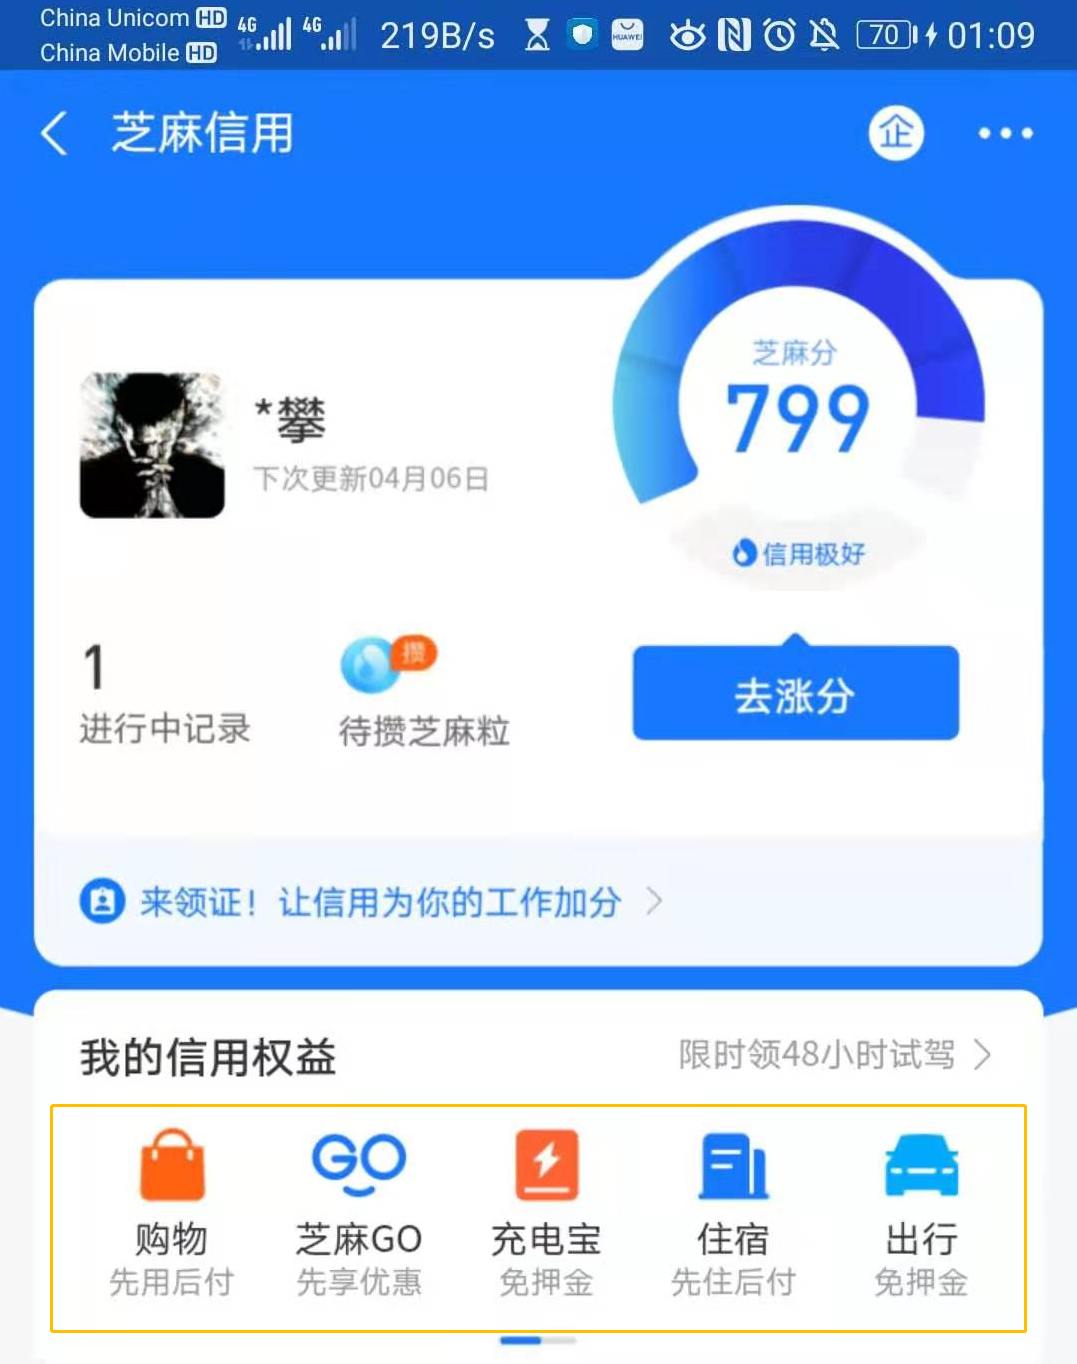 China Unicom HD
China Mobile HD
4G 4G 219B/s HUAWEI 70 01:09
芝麻信用 企
芝麻分
799
*攀
下次更新04月06日
信用极好
1 攒
进行中记录 待攒芝麻粒 去涨分
来领证！让信用为你的工作加分
我的信用权益 限时领48小时试驾
GO
购物 芝麻GO 充电宝 住宿 出行
先用后付 先享优惠 免押金 先住后付 免押金